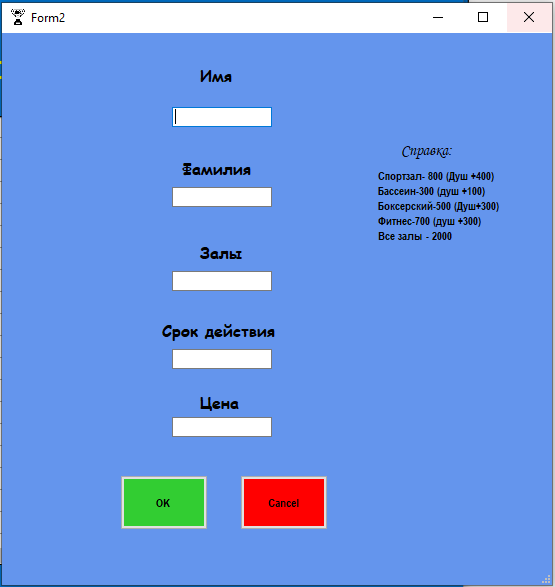 Form2
Имя
Фамилия
Залы
Срок действия
Цена
OK
Cancel
Справка:
Спортзал- 800 (Душ +400)
Бассеин-300 (душ +100)
Боксерский-500 (Душ+300)
Фитнес-700 (душ +300)
Все залы - 2000